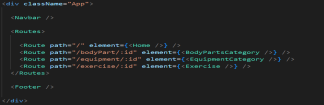 <div className="App">
<Navbar />
<Routes>
<Route path="/" element={<Home />} />
<Route path="/bodyPart/:id" element={<BodyPartsCategory />} />
<Route path="/equipment/:id" element={<EquipmentCategory />} />
<Route path="/exercise/:id" element={<Exercise />} />
</Routes>
<Footer />
</div>